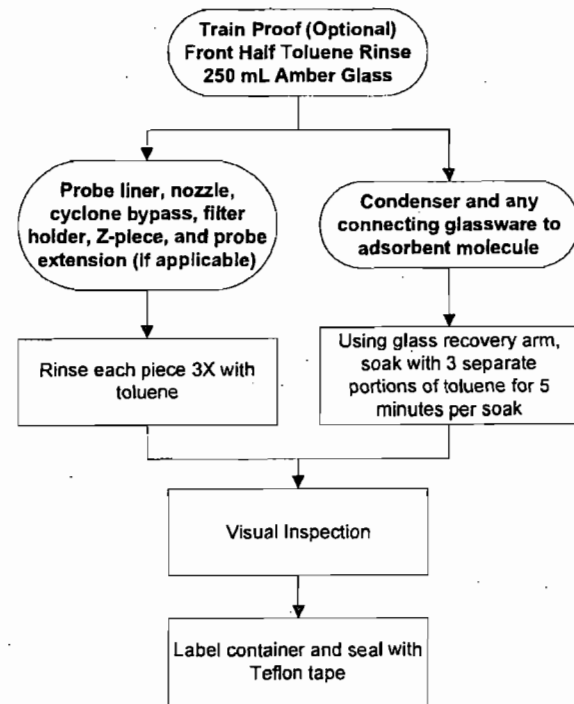 Train Proof (Optional)
Front Half Toluene Rinse
250 mL Amber Glass
Probe liner, nozzle,
cyclone bypass, filter
holder, Z-piece, and probe
extension (if applicable)
Condenser and any
connecting glassware to
adsorbent molecule
Rinse each piece 3X with
toluene
Using glass recovery arm,
soak with 3 separate
portions of toluene for 5
minutes per soak
Visual Inspection
Label container and seal with
Teflon tape